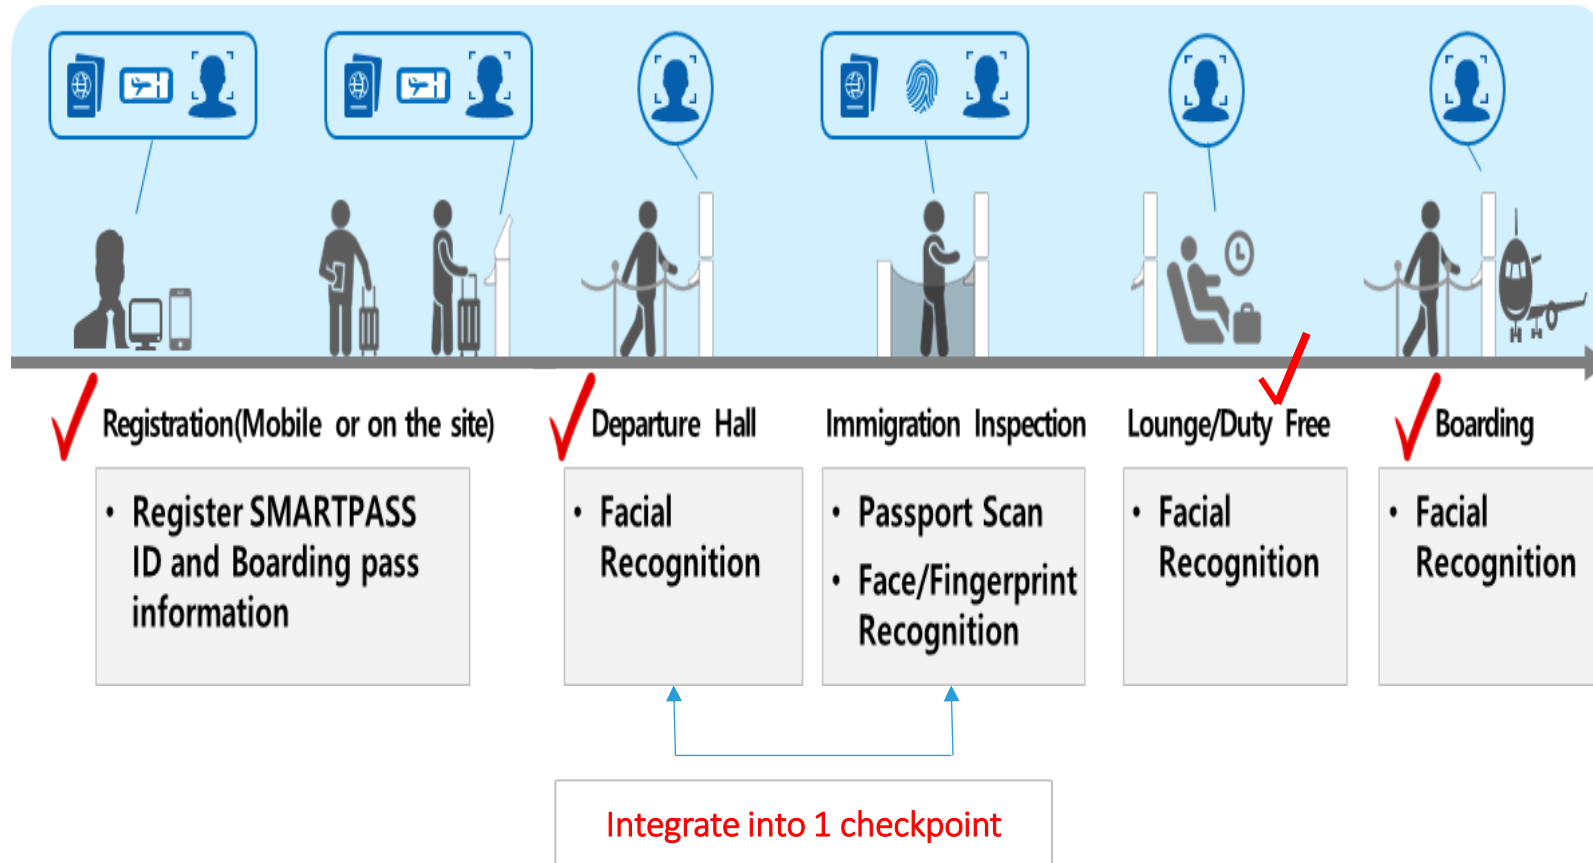 Registration(Mobile or on the site)
Departure Hall
Immigration Inspection
Lounge/Duty Free
Boarding
• Register SMARTPASS
ID and Boarding pass
information
• Facial
Recognition
• Passport Scan
• Face/Fingerprint
Recognition
• Facial
Recognition
• Facial
Recognition
Integrate into 1 checkpoint